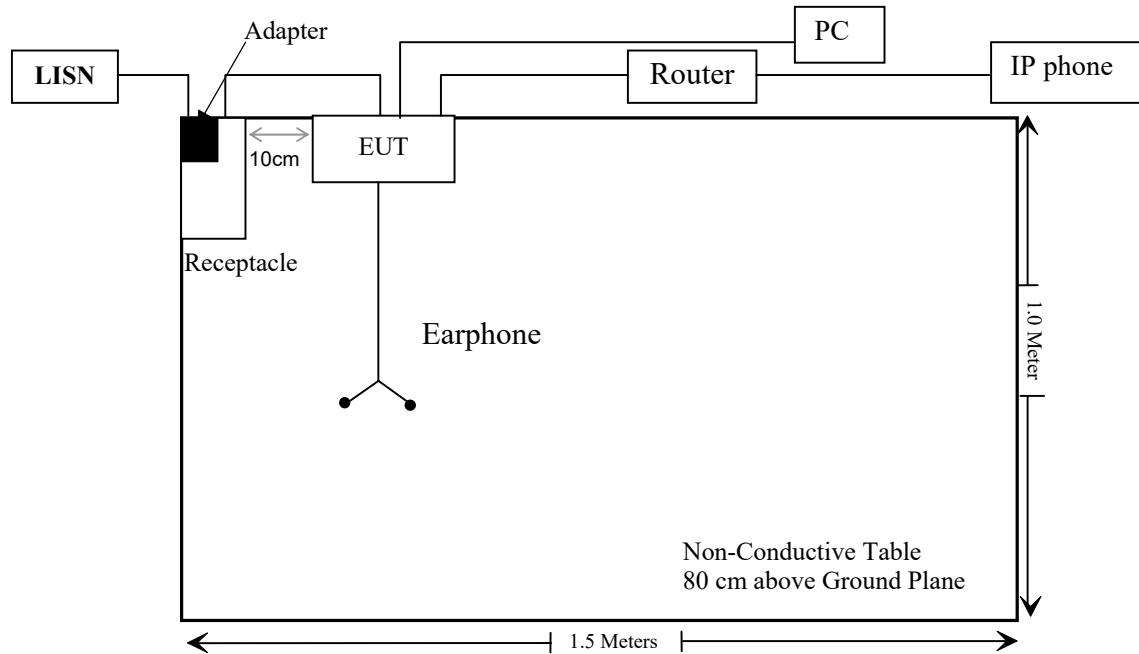 PC
Adapter
LISN
Router
IP phone
EUT
10cm
Receptacle
Earphone
1.0 Meter
Non-Conductive Table
80 cm above Ground Plane
1.5 Meters